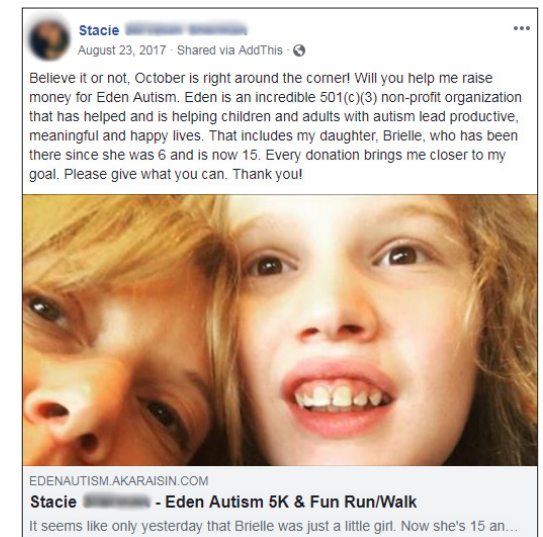 Stacie
August 23, 2017 · Shared via AddThis ·
Believe it or not, October is right around the corner! Will you help me raise
money for Eden Autism. Eden is an incredible 501(c)(3) non-profit organization
that has helped and is helping children and adults with autism lead productive,
meaningful and happy lives. That includes my daughter, Brielle, who has been
there since she was 6 and is now 15. Every donation brings me closer to my
goal. Please give what you can. Thank you!
EDENAUTISM.AKARAISIN.COM
Stacie - Eden Autism 5K & Fun Run/Walk
It seems like only yesterday that Brielle was just a little girl. Now she's 15 an...